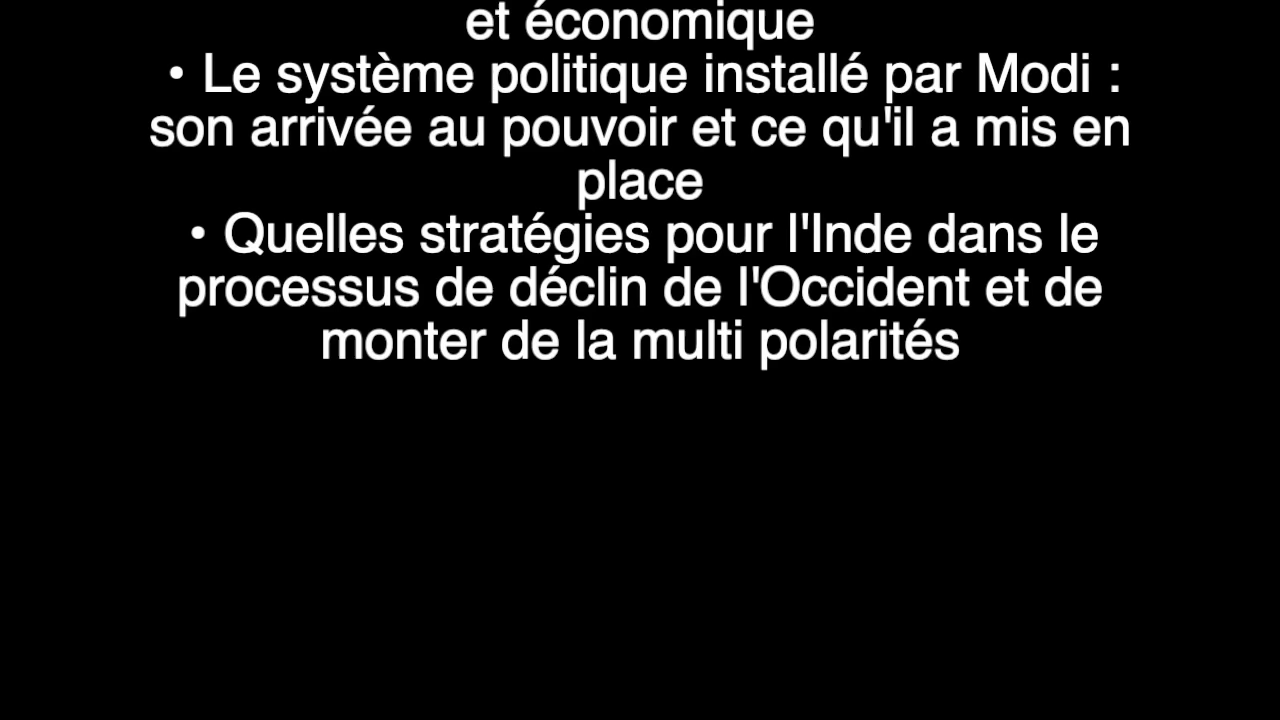 et économique
• Le système politique installé par Modi :
son arrivée au pouvoir et ce qu'il a mis en
place
• Quelles stratégies pour l'Inde dans le
processus de déclin de l'Occident et de
monter de la multi polarités